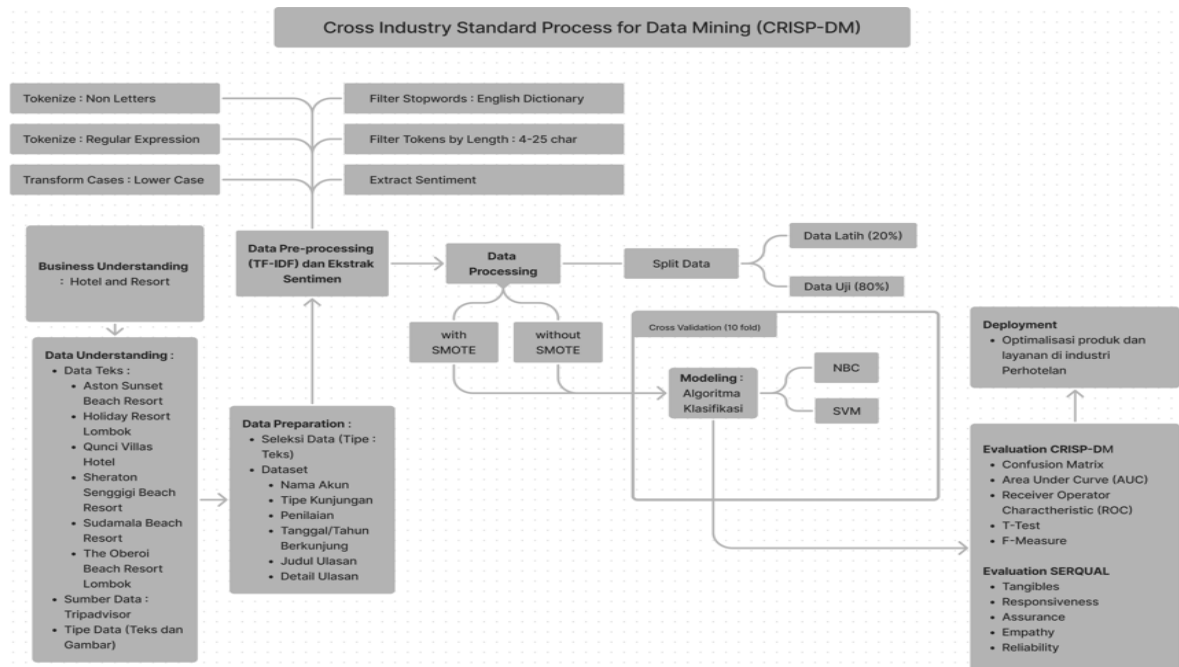 Cross Industry Standard Process for Data Mining (CRISP-DM)
Tokenize : Non Letters
Filter Stopwords : English Dictionary
Tokenize : Regular Expression
Filter Tokens by Length : 4-25 char
Transform Cases : Lower Case
Extract Sentiment
Business Understanding
: Hotel and Resort
Data Pre-processing
(TF-IDF) dan Ekstrak
Sentimen
Data
Processing
Split Data
Data Latih (20%)
Data Uji (80%)
with
SMOTE
without
SMOTE
Cross Validation (10 fold)
Modeling :
Algoritma
Klasifikasi
NBC
SVM
Data Understanding :
• Data Teks :
• Aston Sunset
Beach Resort
• Holiday Resort
Lombok
• Qunci Villas
Hotel
• Sheraton
Senggigi Beach
Resort
• Sudamala Beach
Resort
• The Oberoi
Beach Resort
Lombok
• Sumber Data :
Tripadvisor
• Tipe Data (Teks dan
Gambar)
Data Preparation :
• Seleksi Data (Tipe :
Teks)
• Dataset
• Nama Akun
• Tipe Kunjungan
• Penilaian
• Tanggal/Tahun
Berkunjung
• Judul Ulasan
• Detail Ulasan
Deployment
• Optimalisasi produk dan
layanan di industri
Perhotelan
Evaluation CRISP-DM
• Confusion Matrix
• Area Under Curve (AUC)
• Receiver Operator
Charactheristic (ROC)
• T-Test
• F-Measure
Evaluation SERQUAL
• Tangibles
• Responsiveness
• Assurance
• Empathy
• Reliability